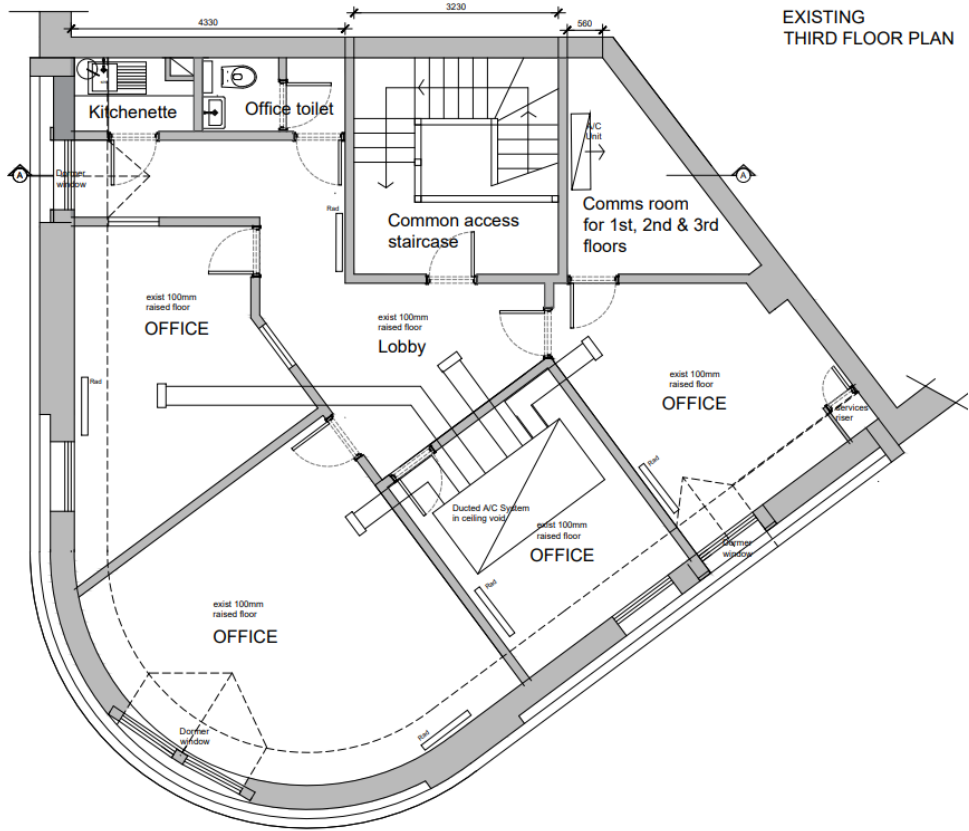 3230
4330
560
EXISTING
THIRD FLOOR PLAN
Kitchenette
Office toilet
A/C
Unit
A
Dormer
window
A
Rad
Common access
staircase
Comms room
for 1st, 2nd & 3rd
floors
exist 100mm
raised floor
OFFICE
exist 100mm
raised floor
Lobby
Rad
exist 100mm
raised floor
OFFICE
services
riser
Rad
Ducted A/C System
in ceiling void
exist 100mm
raised floor
OFFICE
Dormer
window
Rad
exist 100mm
raised floor
OFFICE
Dormer
window
Rad